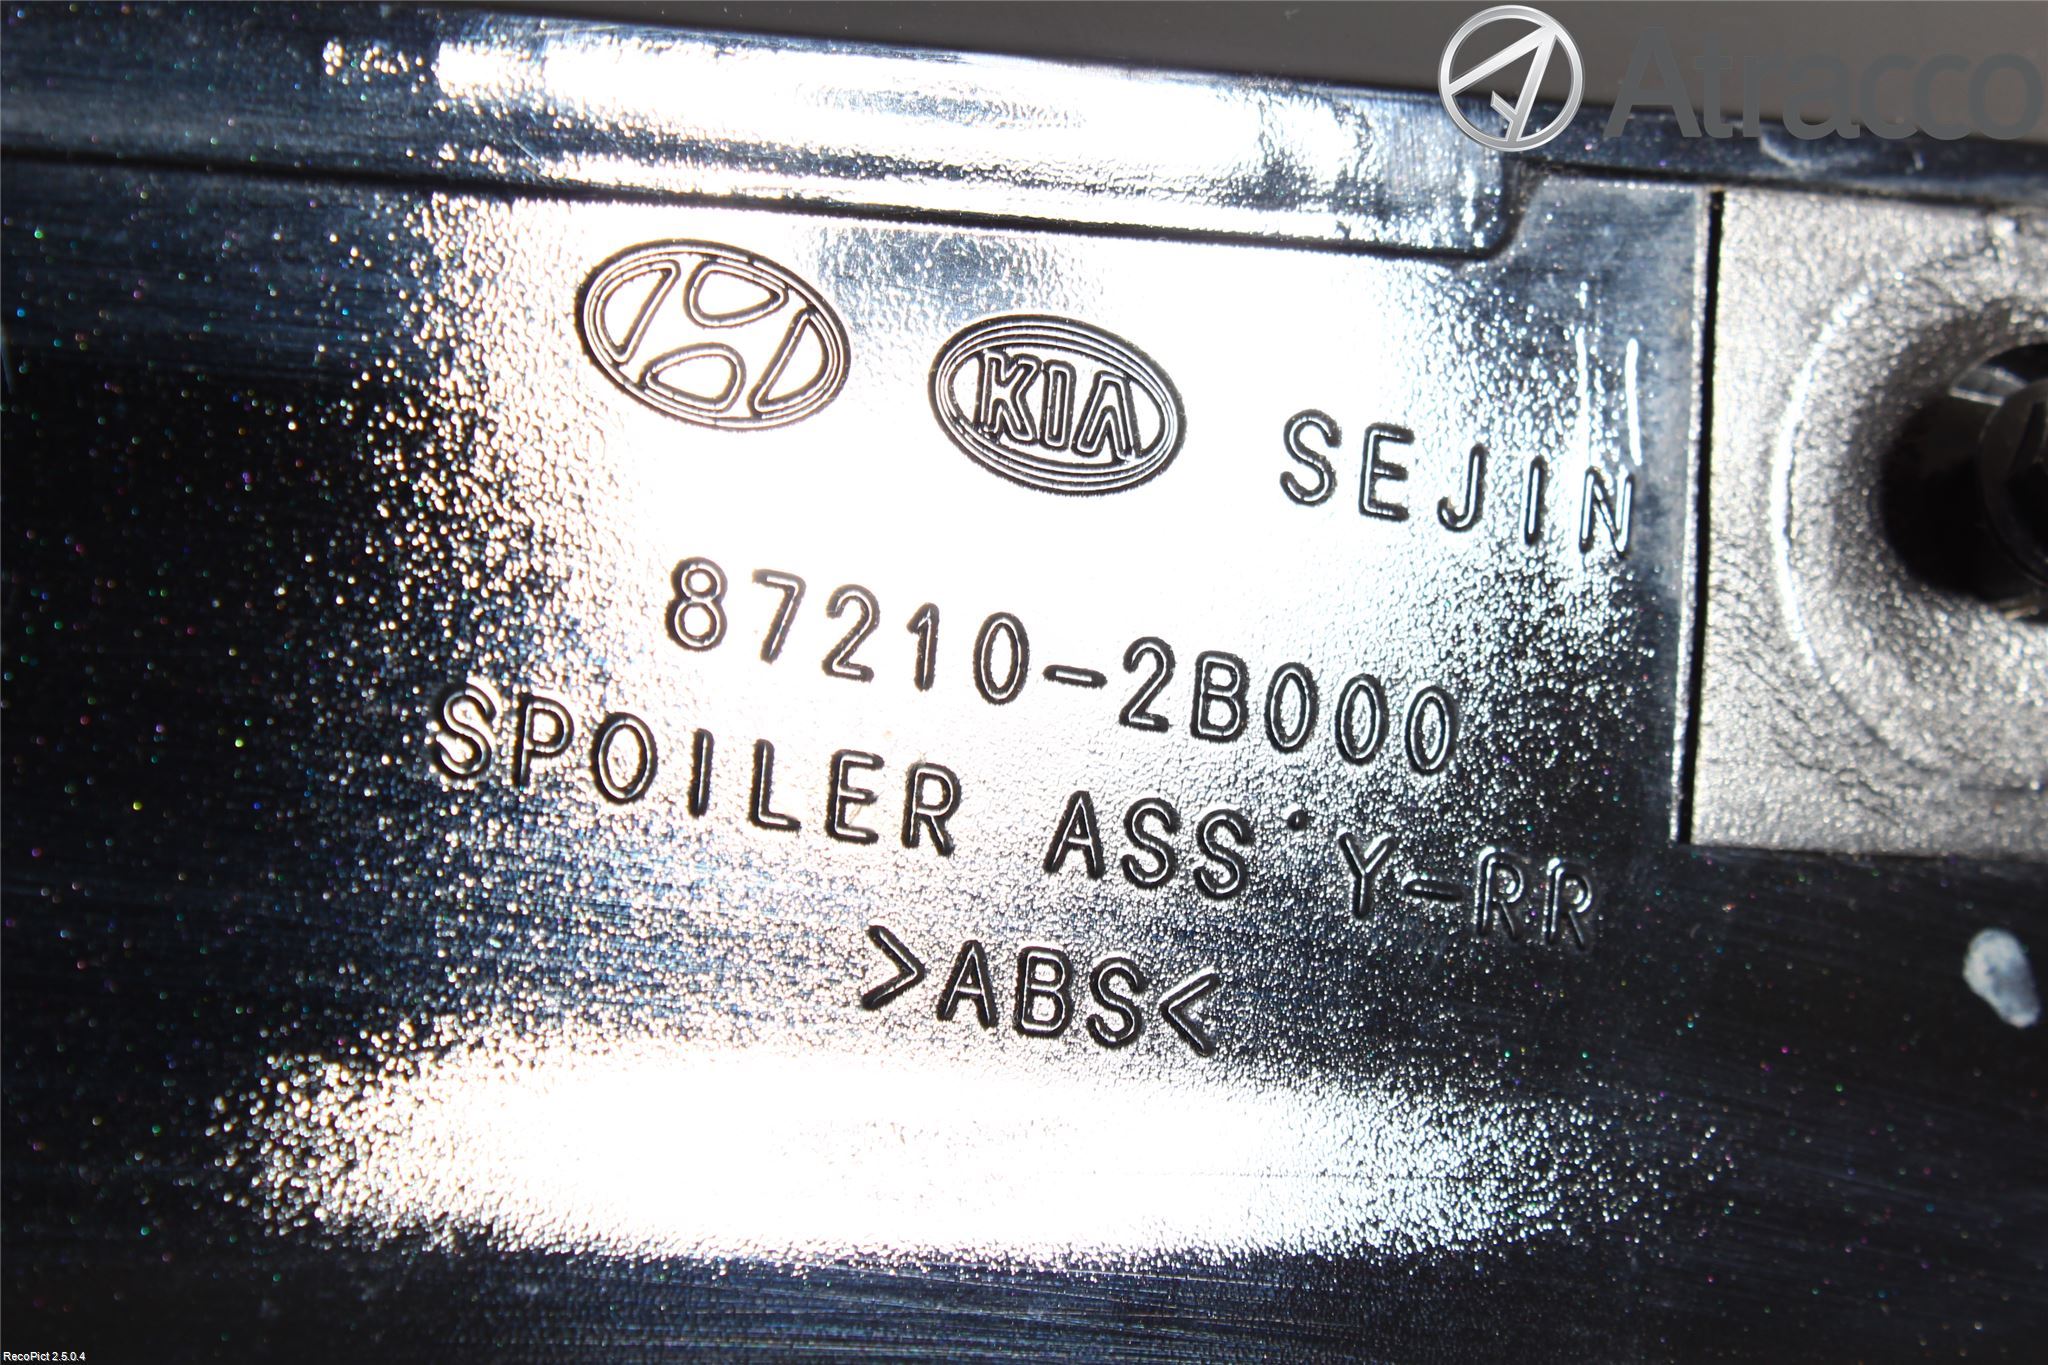 Atracco
KIA SEJIN
87210-2B000
SPOILER ASS'Y-RR
>ABS<
RecoPict 2.5.0.4